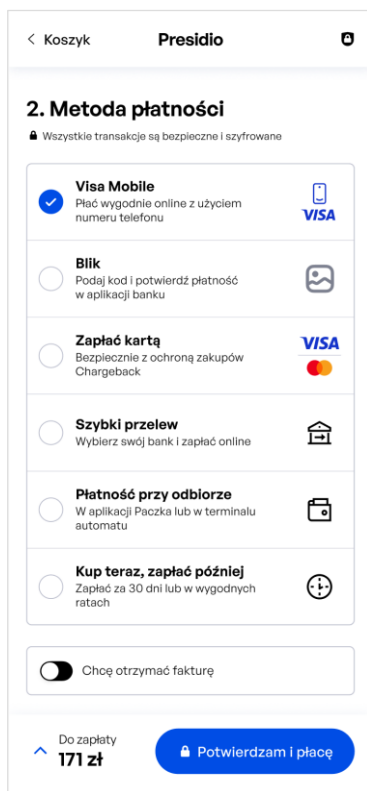 Koszyk
Presidio
2. Metoda płatności
Wszystkie transakcje są bezpieczne i szyfrowane
Visa Mobile
Płać wygodnie online z użyciem
numeru telefonu
VISA
Blik
Podaj kod i potwierdź płatność
w aplikacji banku
Zapłać kartą
Bezpiecznie z ochroną zakupów
Chargeback
VISA
Szybki przelew
Wybierz swój bank i zapłać online
Płatność przy odbiorze
W aplikacji Paczka lub w terminalu
automatu
Kup teraz, zapłać później
Zapłać za 30 dni lub w wygodnych
ratach
Chcę otrzymać fakturę
Do zapłaty
171 zł
Potwierdzam i płacę